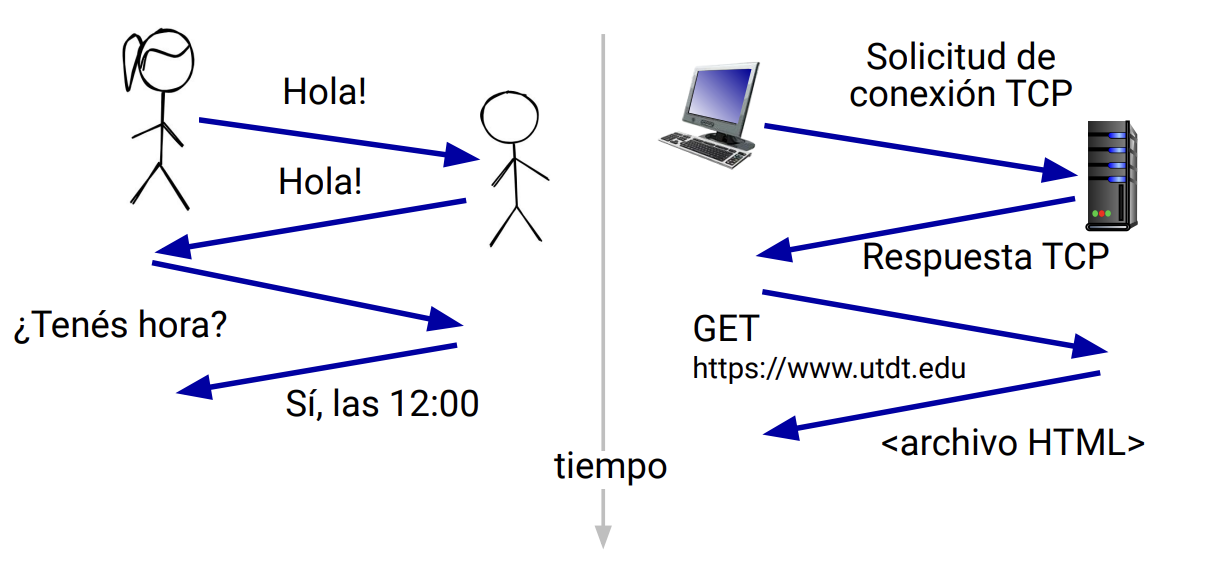 Hola!
Hola!
¿Tenés hora?
Sí, las 12:00
tiempo
Solicitud de
conexión TCP
Respuesta TCP
GET
https://www.utdt.edu
<archivo HTML>